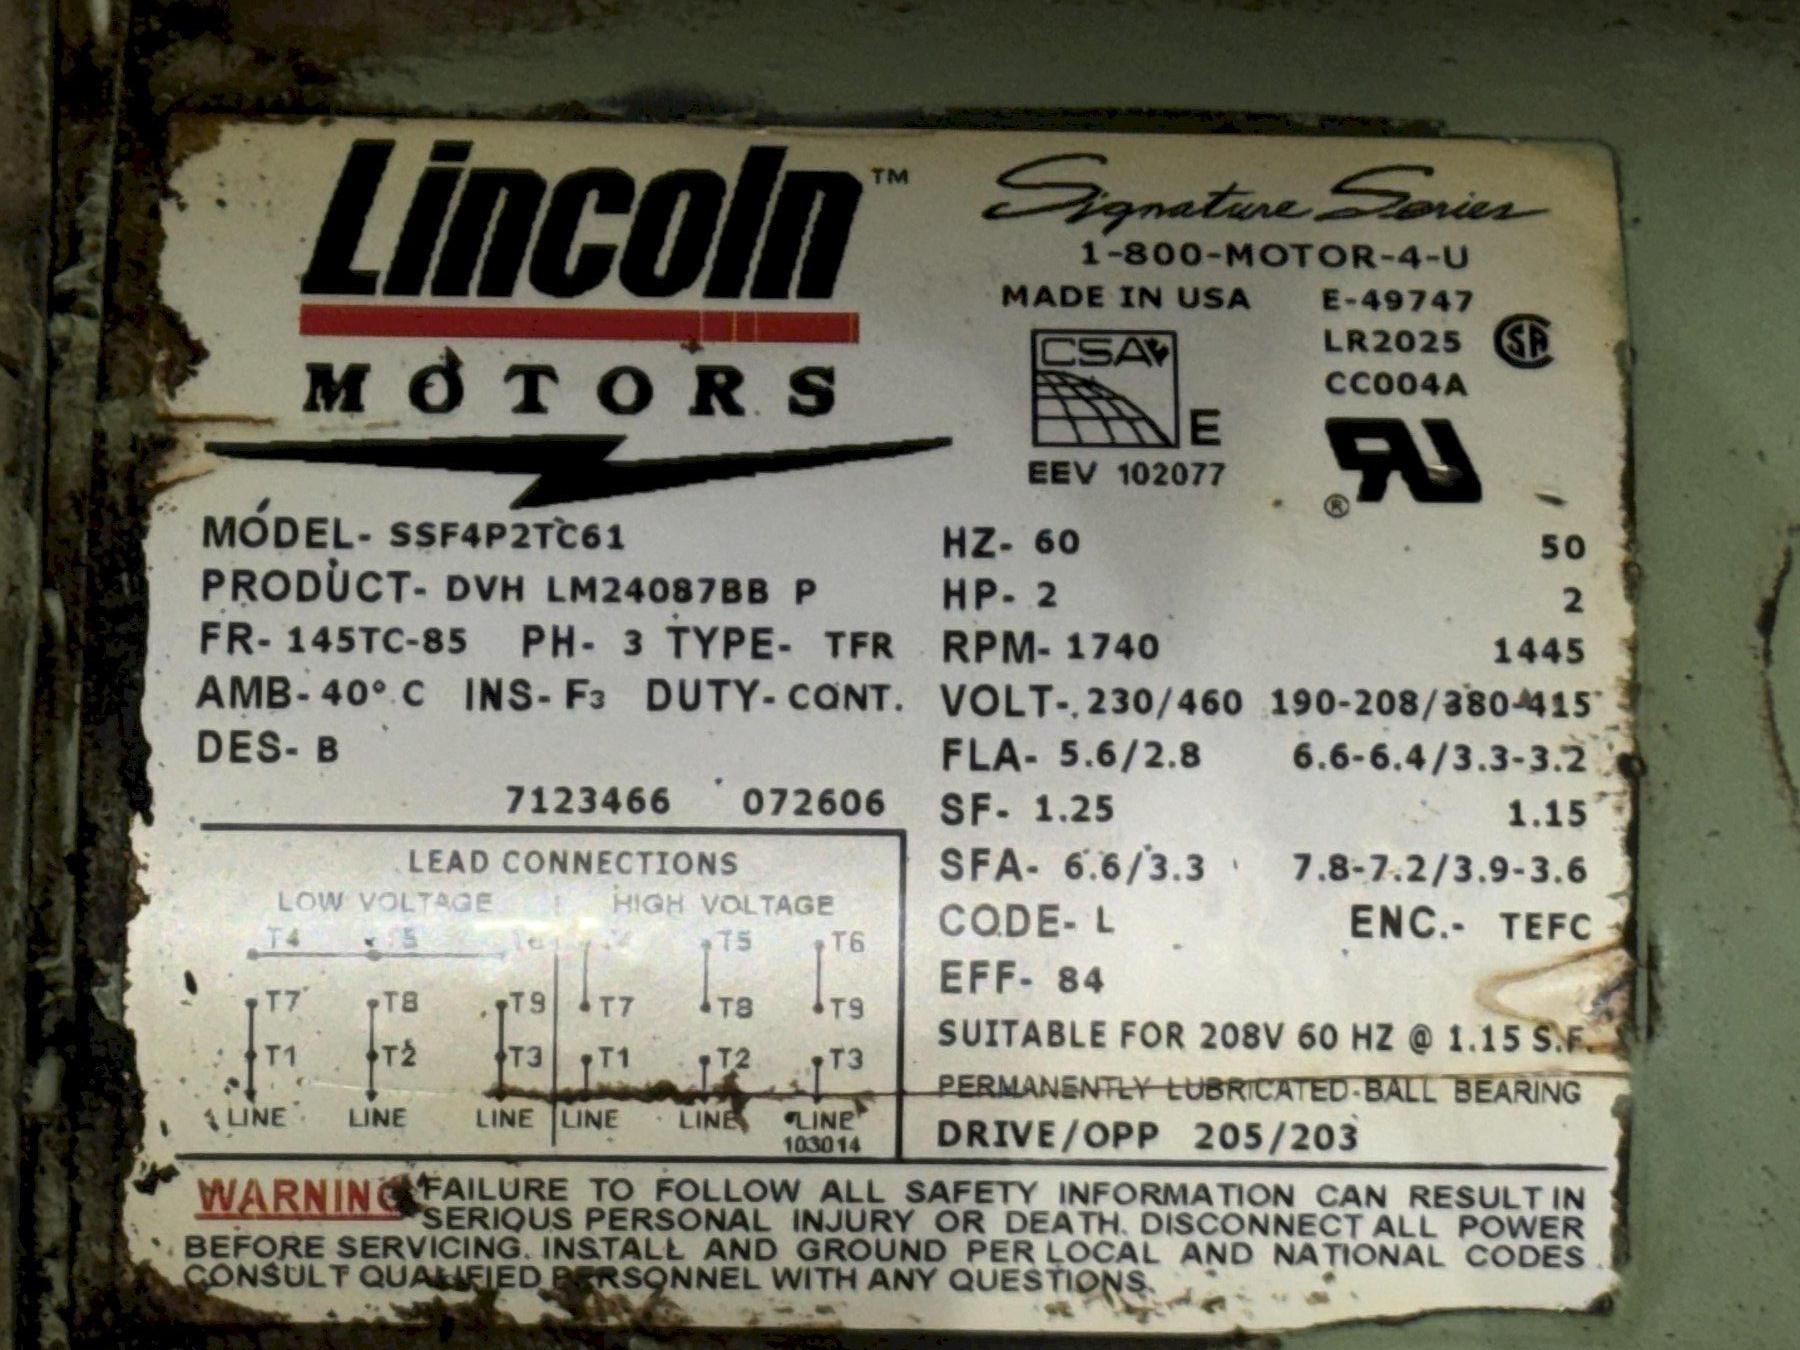 Lincoln™
MOTORS
Signature Series
1-800-MOTOR-4-U
MADE IN USA E-49747
LR2025
CC004A
CSA
E
EEV 102077
MODEL- SSF4P2TC61
PRODUCT- DVH LM24087BB P
FR- 145TC-85 PH- 3 TYPE- TFR
AMB- 40° C INS- F3 DUTY- CONT.
DES- B
7123466 072606
HZ- 60 50
HP- 2 2
RPM- 1740 1445
VOLT- 230/460 190-208/380-415
FLA- 5.6/2.8 6.6-6.4/3.3-3.2
SF- 1.25 1.15
SFA- 6.6/3.3 7.8-7.2/3.9-3.6
CODE- L ENC.- TEFC
EFF- 84
SUITABLE FOR 208V 60 HZ @ 1.15 S.F.
PERMANENTLY LUBRICATED BALL BEARING
DRIVE/OPP 205/203
LEAD CONNECTIONS
LOW VOLTAGE HIGH VOLTAGE
T4 T5 T6
T7 T8 T9 T7 T8 T9
T1 T2 T3 T1 T2 T3
LINE LINE LINE LINE LINE LINE
103014
WARNING FAILURE TO FOLLOW ALL SAFETY INFORMATION CAN RESULT IN
SERIOUS PERSONAL INJURY OR DEATH. DISCONNECT ALL POWER
BEFORE SERVICING. INSTALL AND GROUND PER LOCAL AND NATIONAL CODES
CONSULT QUALIFIED PERSONNEL WITH ANY QUESTIONS.